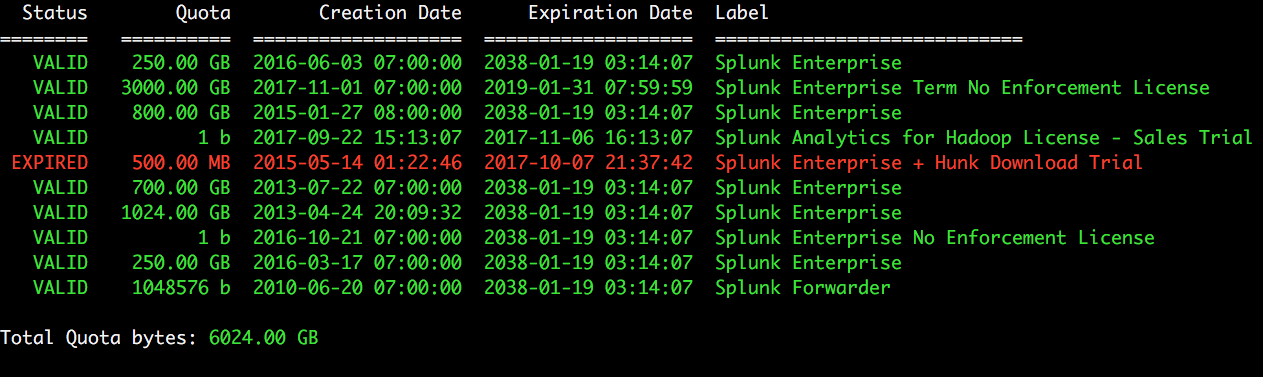 Status Quota Creation Date Expiration Date Label
======== ========== =================== =================== ============================
VALID 250.00 GB 2016-06-03 07:00:00 2038-01-19 03:14:07 Splunk Enterprise
VALID 3000.00 GB 2017-11-01 07:00:00 2019-01-31 07:59:59 Splunk Enterprise Term No Enforcement License
VALID 800.00 GB 2015-01-27 08:00:00 2038-01-19 03:14:07 Splunk Enterprise
VALID 1 b 2017-09-22 15:13:07 2017-11-06 16:13:07 Splunk Analytics for Hadoop License - Sales Trial
EXPIRED 500.00 MB 2015-05-14 01:22:46 2017-10-07 21:37:42 Splunk Enterprise + Hunk Download Trial
VALID 700.00 GB 2013-07-22 07:00:00 2038-01-19 03:14:07 Splunk Enterprise
VALID 1024.00 GB 2013-04-24 20:09:32 2038-01-19 03:14:07 Splunk Enterprise
VALID 1 b 2016-10-21 07:00:00 2038-01-19 03:14:07 Splunk Enterprise No Enforcement License
VALID 250.00 GB 2016-03-17 07:00:00 2038-01-19 03:14:07 Splunk Enterprise
VALID 1048576 b 2010-06-20 07:00:00 2038-01-19 03:14:07 Splunk Forwarder
Total Quota bytes: 6024.00 GB